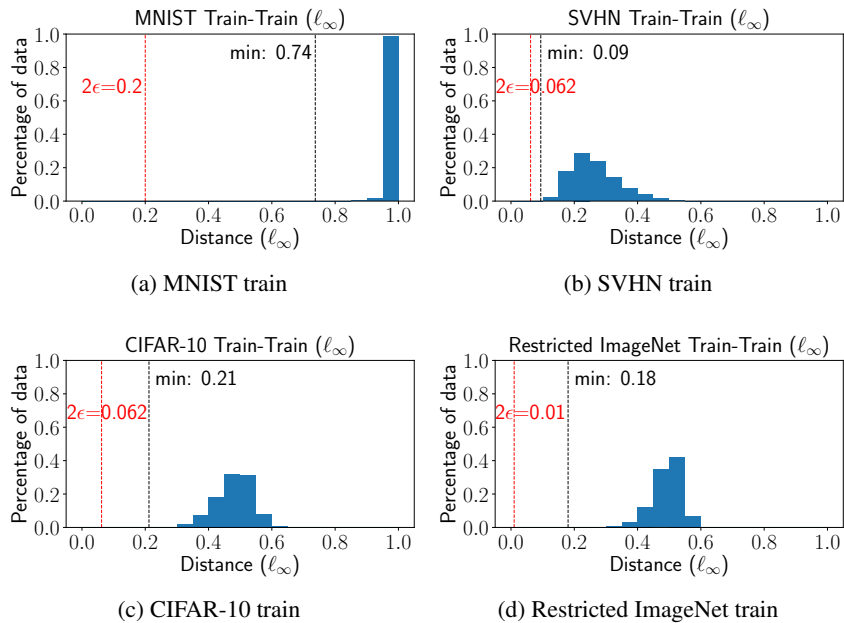 MNIST Train-Train (ℓ∞)
min: 0.74
2ϵ=0.2
Percentage of data
1.0
0.8
0.6
0.4
0.2
0.0
0.0 0.2 0.4 0.6 0.8 1.0
Distance (ℓ∞)
(a) MNIST train
SVHN Train-Train (ℓ∞)
min: 0.09
2ϵ=0.062
Percentage of data
1.0
0.8
0.6
0.4
0.2
0.0
0.0 0.2 0.4 0.6 0.8 1.0
Distance (ℓ∞)
(b) SVHN train
CIFAR-10 Train-Train (ℓ∞)
min: 0.21
2ϵ=0.062
Percentage of data
1.0
0.8
0.6
0.4
0.2
0.0
0.0 0.2 0.4 0.6 0.8 1.0
Distance (ℓ∞)
(c) CIFAR-10 train
Restricted ImageNet Train-Train (ℓ∞)
min: 0.18
2ϵ=0.01
Percentage of data
1.0
0.8
0.6
0.4
0.2
0.0
0.0 0.2 0.4 0.6 0.8 1.0
Distance (ℓ∞)
(d) Restricted ImageNet train